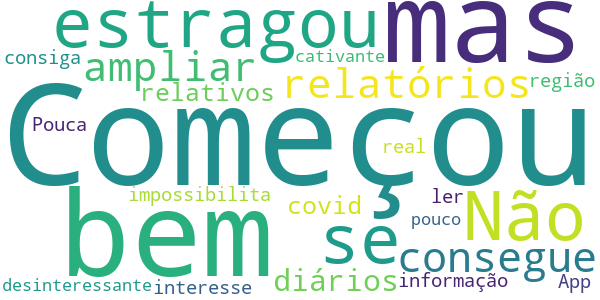 estragou mas
consiga ampliar cativante
relativos relatórios região
Começou
Pouca real
bem impossibilita covid ler Não
se pouco consegue
desinteressante interesse diários informação App